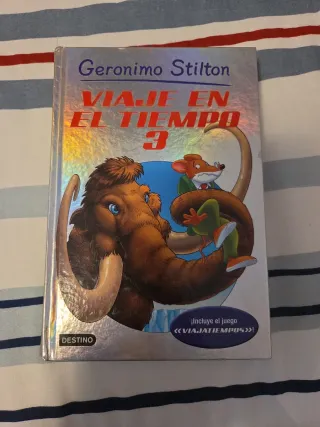 Geronimo Stilton
VIAJE EN
EL TIEMPO
3
¡Incluye el juego
«VIAJATIEMPOS»!
DESTINO